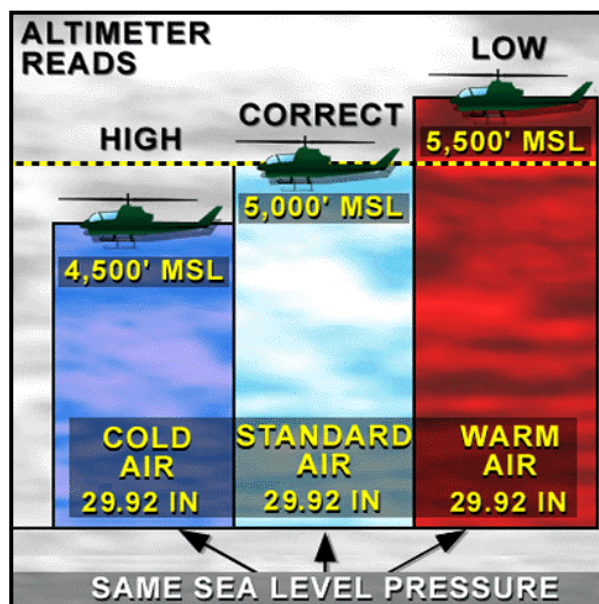 ALTIMETER
READS
HIGH
CORRECT
LOW
4,500' MSL
5,000' MSL
5,500' MSL
COLD
AIR
29.92 IN
STANDARD
AIR
29.92 IN
WARM
AIR
29.92 IN
SAME SEA LEVEL PRESSURE